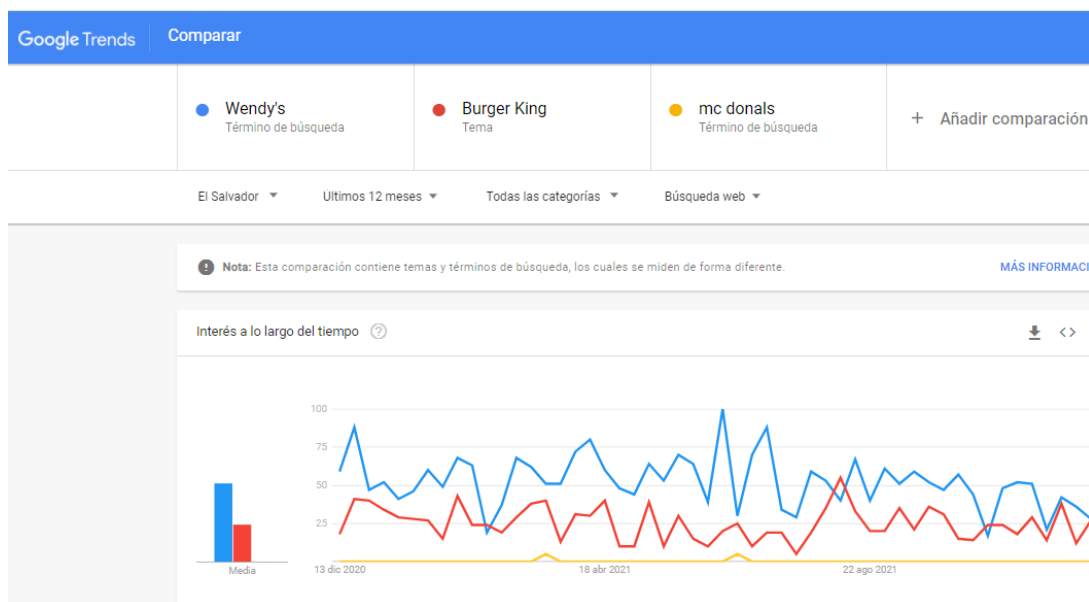 Google Trends
Comparar
Wendy's
Término de búsqueda
Burger King
Tema
mc donals
Término de búsqueda
+ Añadir comparación
El Salvador
Últimos 12 meses
Todas las categorías
Búsqueda web
Nota: Esta comparación contiene temas y términos de búsqueda, los cuales se miden de forma diferente.
MÁS INFORMACI
Interés a lo largo del tiempo
100
75
50
25
Media
13 dic 2020
18 abr 2021
22 ago 2021